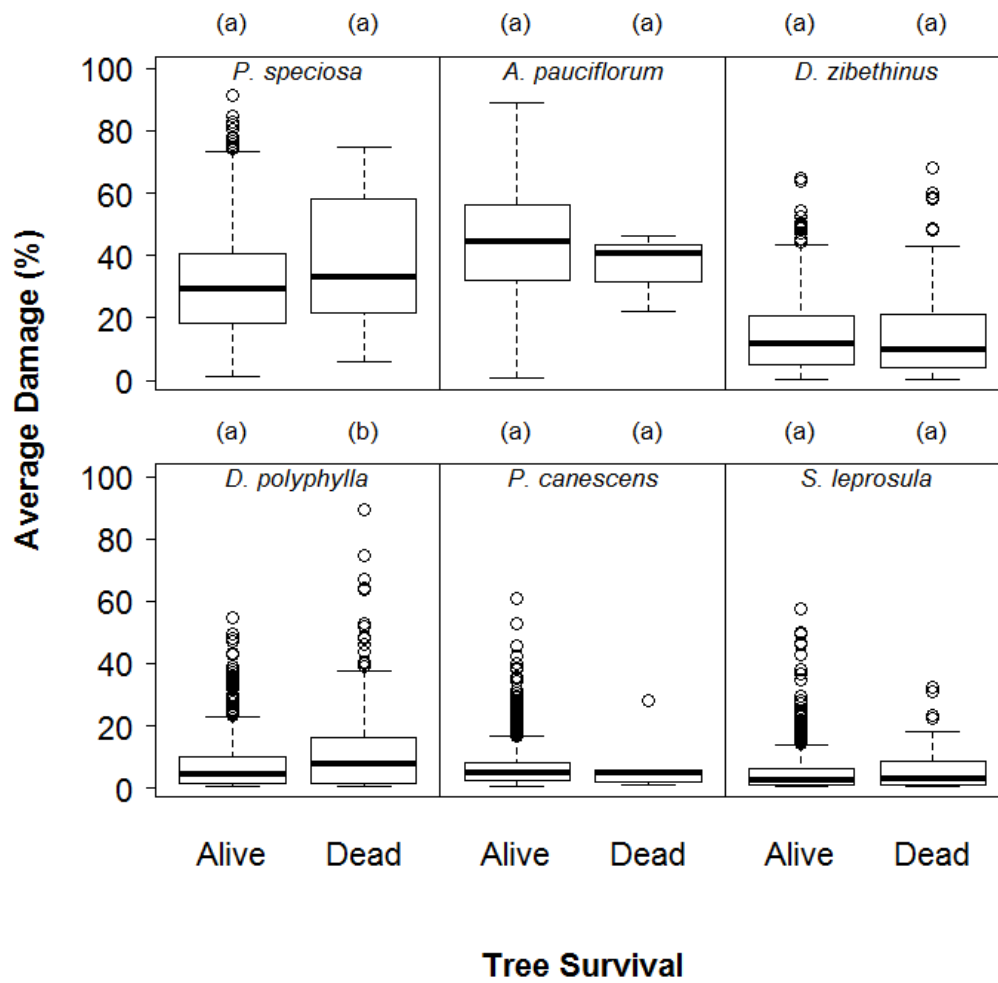 (a) (a) (a) (a) (a) (a)
P. speciosa A. pauciflorum D. zibethinus
100
80
60
40
20
0
Average Damage (%)
(a) (b) (a) (a) (a) (a)
D. polyphylla P. canescens S. leprosula
100
80
60
40
20
0
Alive Dead Alive Dead Alive Dead
Tree Survival